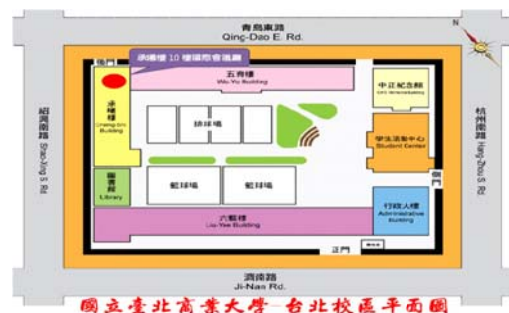 青島東路
Qing-Dao E. Rd.
N
後門
承曦樓 10 樓國際會議廳
五育樓
Wu-Yu Building
中正紀念館
承曦樓
Building
排球場
學生活動中心
Student Center
紹興南路 Shao-Xing S. Rd
杭州南路 Hang-Zhou S. Rd
側門
圖書館
Library
籃球場
籃球場
行政大樓
Administrative
Building
六藝樓
Liu-Yee Building
正門
濟南路
Ji-Nan Rd.
國立臺北商業大學-台北校區平面圖